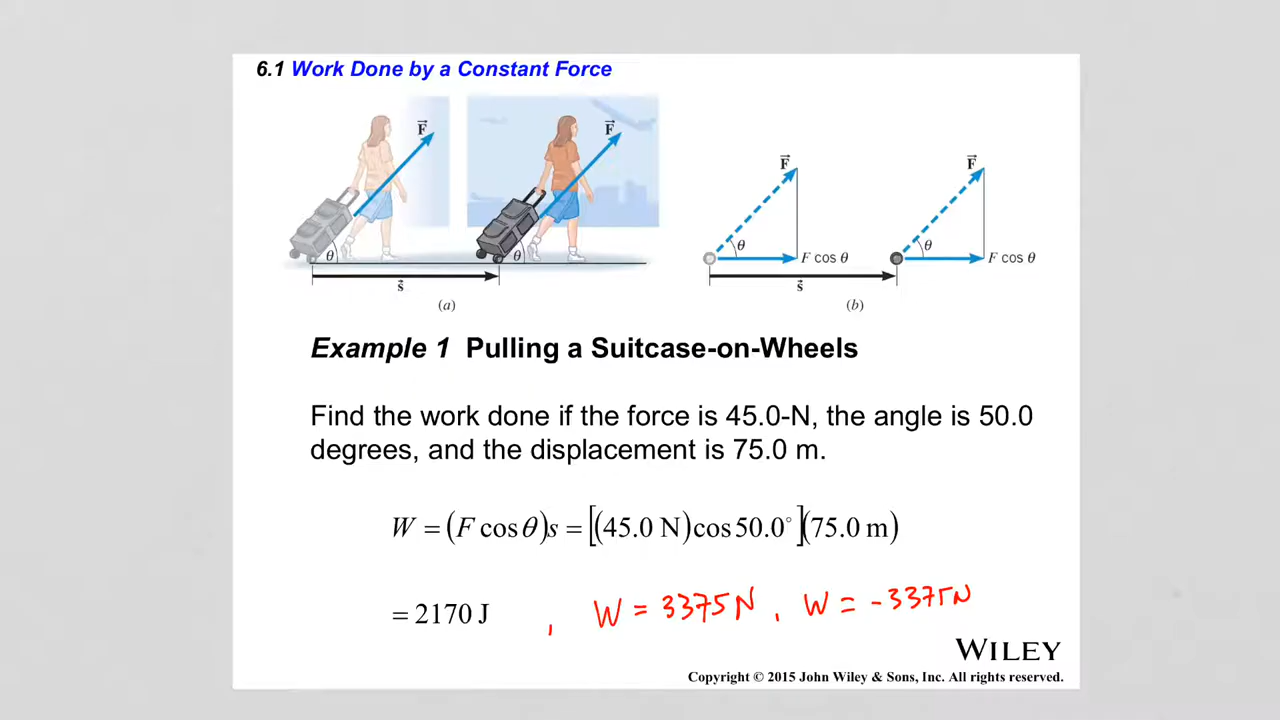 6.1 Work Done by a Constant Force
F F F F
θ θ θ F cos θ θ F cos θ
s s
(a) (b)
Example 1 Pulling a Suitcase-on-Wheels
Find the work done if the force is 45.0-N, the angle is 50.0
degrees, and the displacement is 75.0 m.
W = (F cos θ)s = [(45.0 N)cos 50.0°](75.0 m)
= 2170 J , W = 3375 N , W = -3375N
WILEY
Copyright © 2015 John Wiley & Sons, Inc. All rights reserved.